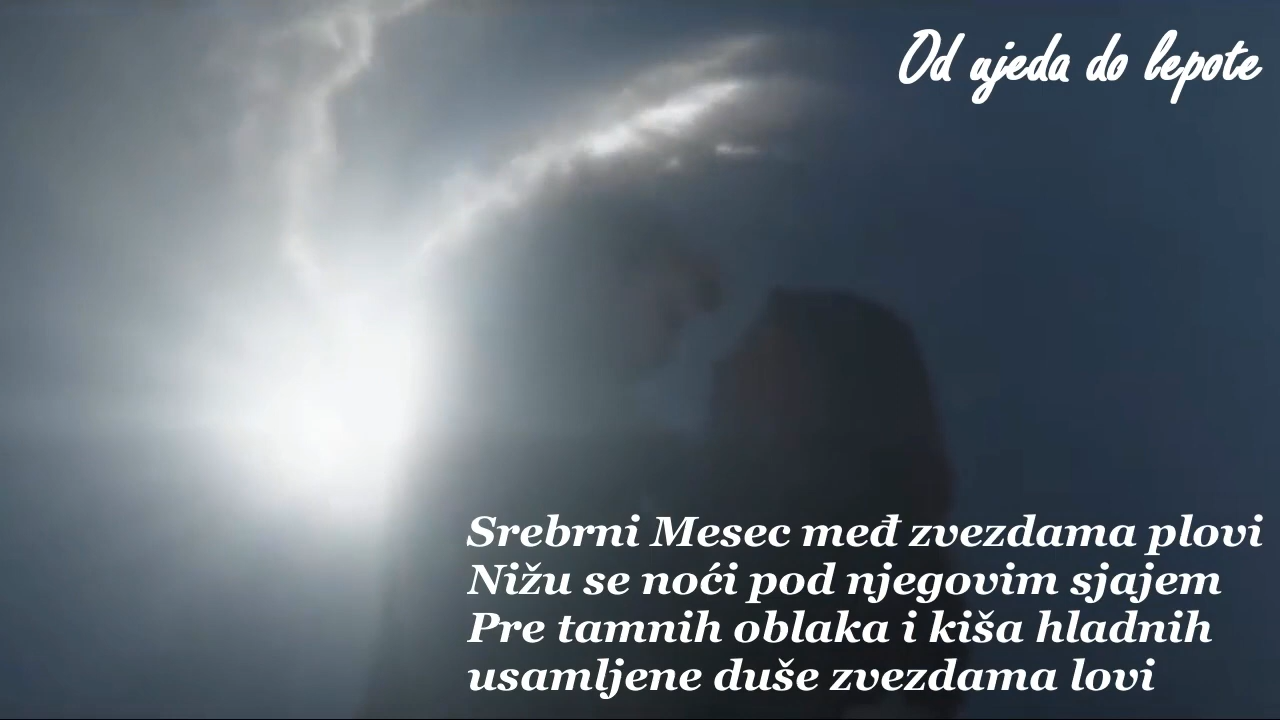 Od ujeda do lepote
Srebrni Mesec međ zvezdama plovi
Nižu se noći pod njegovim sjajem
Pre tamnih oblaka i kiša hladnih
usamljene duše zvezdama lovi